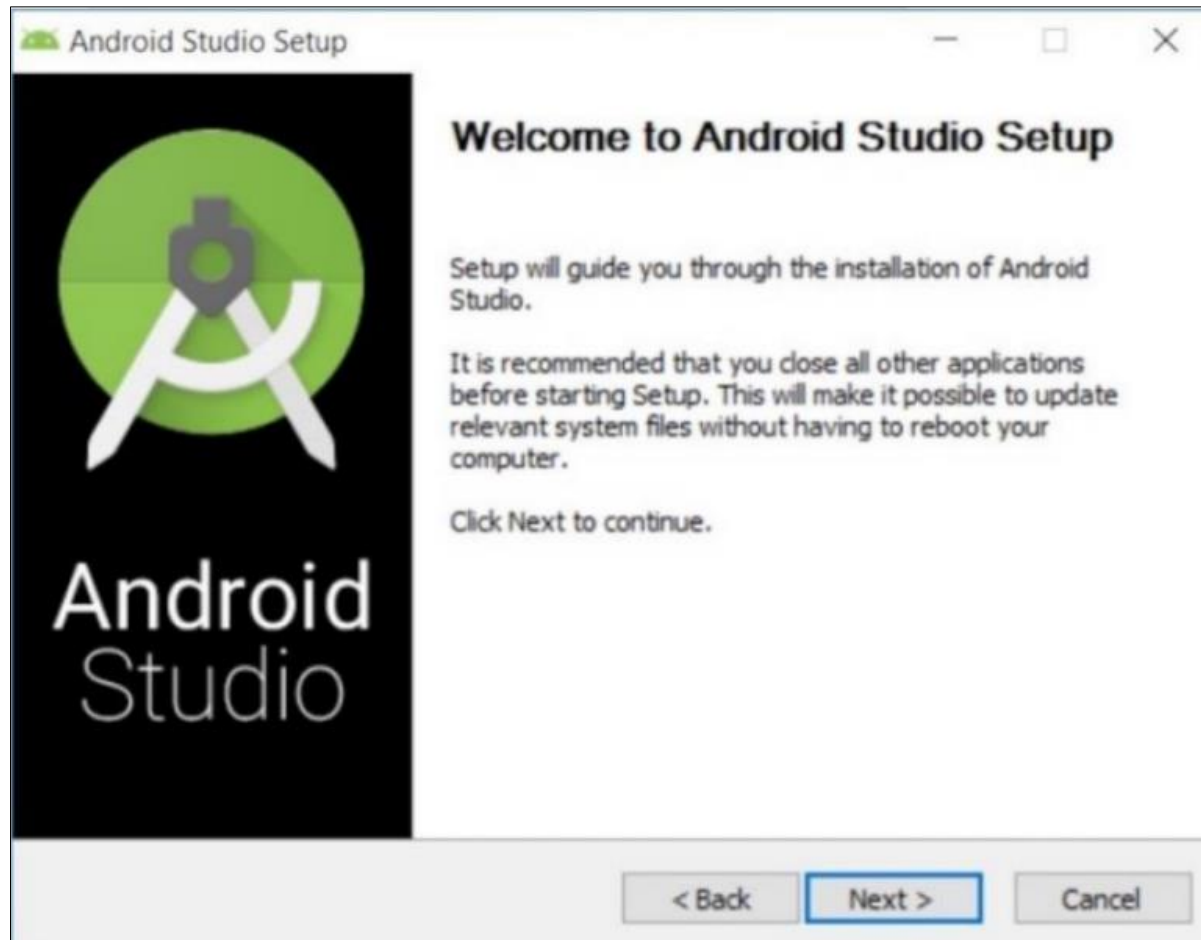 Android Studio Setup
Welcome to Android Studio Setup
Setup will guide you through the installation of Android
Studio.
It is recommended that you close all other applications
before starting Setup. This will make it possible to update
relevant system files without having to reboot your
computer.
Click Next to continue.
Android
Studio
< Back Next > Cancel